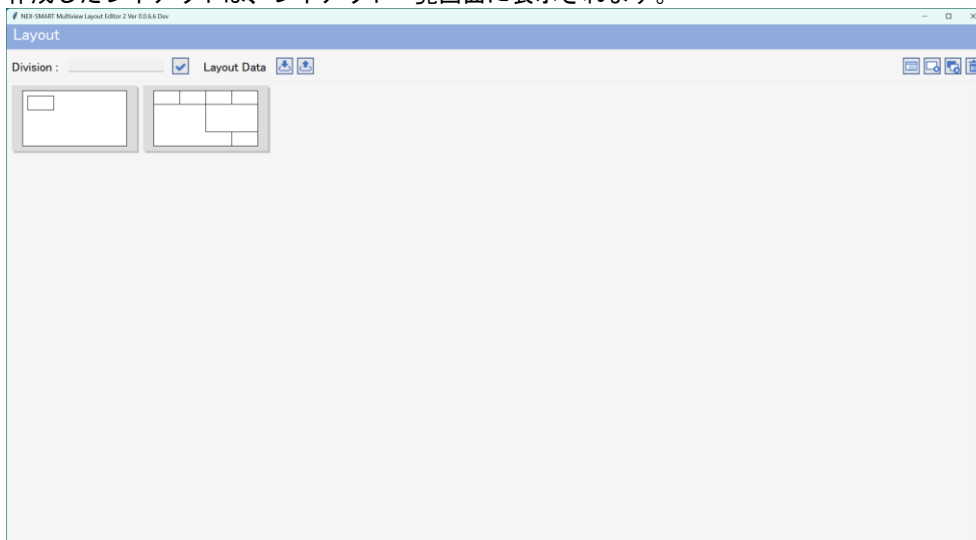 作成したレイアウトは、レイアウト一覧画面に表示されます。
NEX-SMART Multiview Layout Editor 2 Ver 0.0.6.6 Dev
Layout
Division :
Layout Data